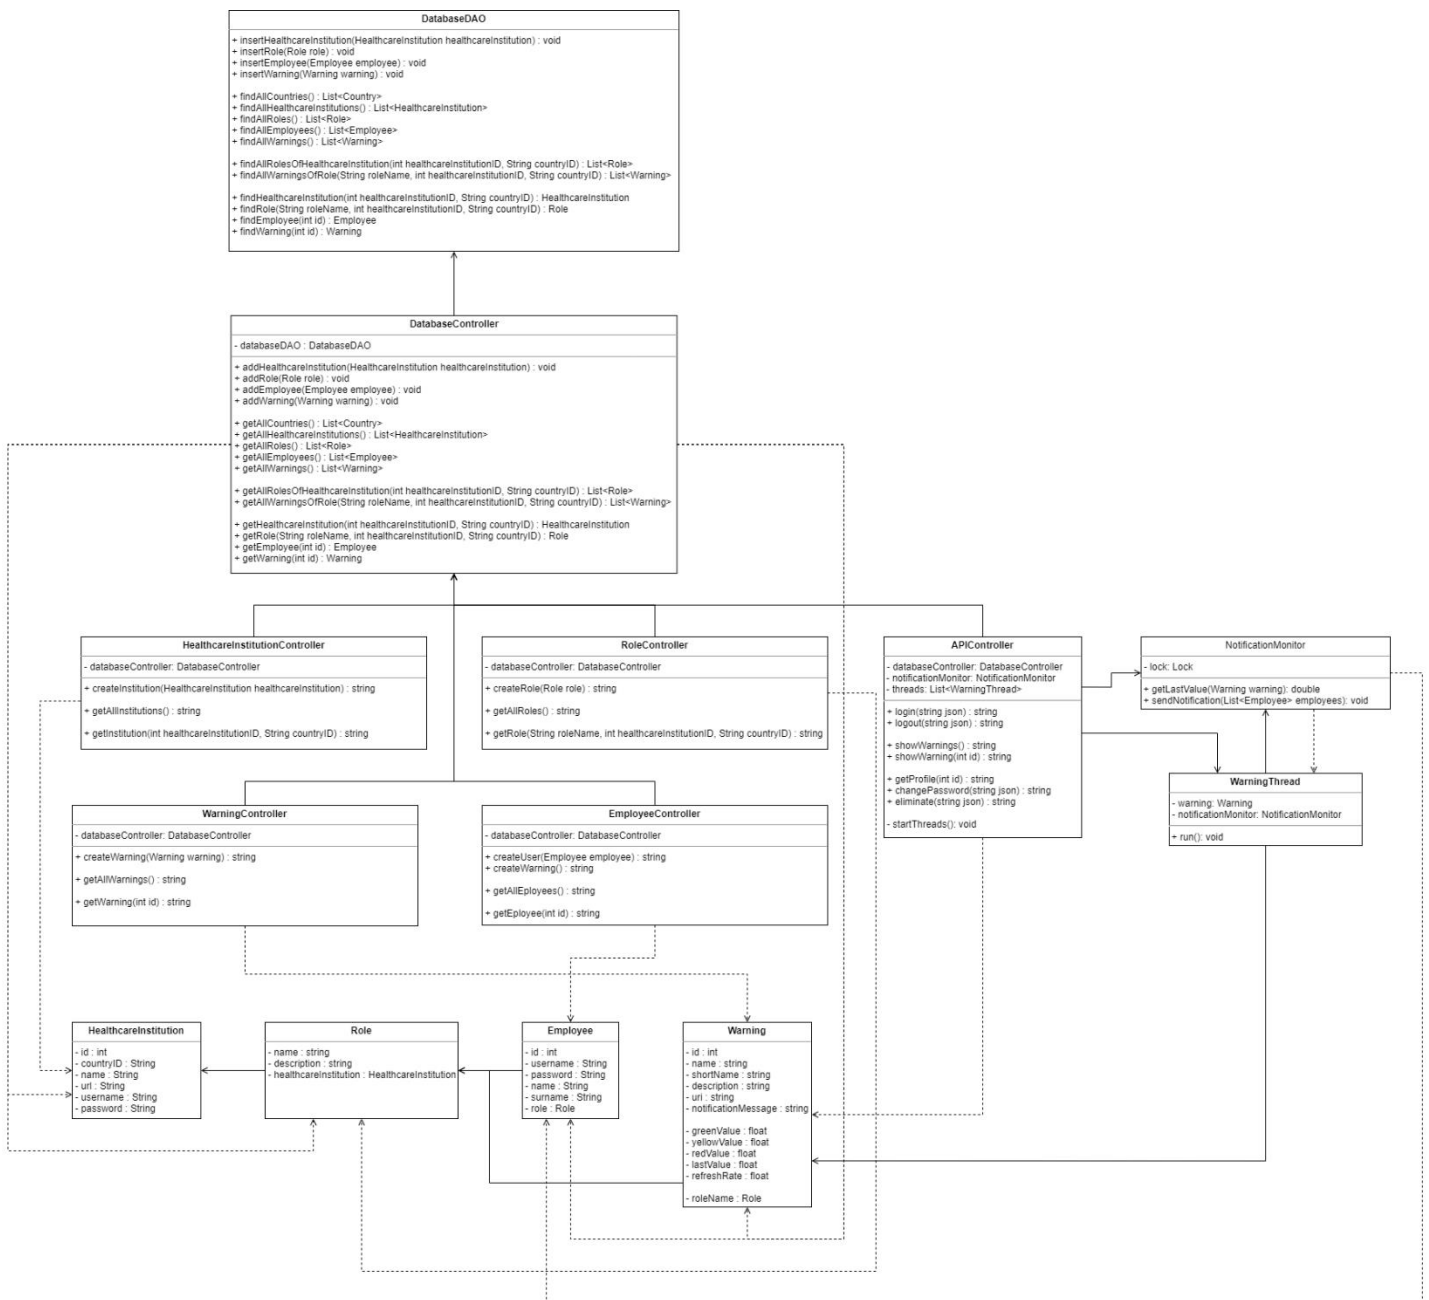 DatabaseDAO
+ insertHealthcareInstitution(HealthcareInstitution healthcareInstitution) : void
+ insertRole(Role role) : void
+ insertEmployee(Employee employee) : void
+ insertWarning(Warning warning) : void
+ findAllCountries() : List<Country>
+ findAllHealthcareInstitutions() : List<HealthcareInstitution>
+ findAllRoles() : List<Role>
+ findAllEmployees() : List<Employee>
+ findAllWarnings() : List<Warning>
+ findAllRolesOfHealthcareInstitution(int healthcareInstitutionID, String countryID) : List<Role>
+ findAllWarningsOfRole(String roleName, int healthcareInstitutionID, String countryID) : List<Warning>
+ findHealthcareInstitution(int healthcareInstitutionID, String countryID) : HealthcareInstitution
+ findRole(String roleName, int healthcareInstitutionID, String countryID) : Role
+ findEmployee(int id) : Employee
+ findWarning(int id) : Warning
DatabaseController
- databaseDAO : DatabaseDAO
+ addHealthcareInstitution(HealthcareInstitution healthcareInstitution) : void
+ addRole(Role role) : void
+ addEmployee(Employee employee) : void
+ addWarning(Warning warning) : void
+ getAllCountries() : List<Country>
+ getAllHealthcareInstitutions() : List<HealthcareInstitution>
+ getAllRoles() : List<Role>
+ getAllEmployees() : List<Employee>
+ getAllWarnings() : List<Warning>
+ getAllRolesOfHealthcareInstitution(int healthcareInstitutionID, String countryID) : List<Role>
+ getAllWarningsOfRole(String roleName, int healthcareInstitutionID, String countryID) : List<Warning>
+ getHealthcareInstitution(int healthcareInstitutionID, String countryID) : HealthcareInstitution
+ getRole(String roleName, int healthcareInstitutionID, String countryID) : Role
+ getEmployee(int id) : Employee
+ getWarning(int id) : Warning
HealthcareInstitutionController
- databaseController: DatabaseController
+ createInstitution(HealthcareInstitution healthcareInstitution) : string
+ getAllInstitutions() : string
+ getInstitution(int healthcareInstitutionID, String countryID) : string
RoleController
- databaseController: DatabaseController
+ createRole(Role role) : string
+ getAllRoles() : string
+ getRole(String roleName, int healthcareInstitutionID, String countryID) : string
APIController
- databaseController: DatabaseController
- notificationMonitor: NotificationMonitor
- threads: List<WarningThread>
+ login(string json) : string
+ logout(string json) : string
+ showWarnings() : string
+ showWarning(int id) : string
+ getProfile(int id) : string
+ changePassword(string json) : string
+ eliminate(string json) : string
- startThreads(): void
NotificationMonitor
- lock: Lock
+ getLastValue(Warning warning): double
+ sendNotification(List<Employee> employees): void
WarningThread
- warning: Warning
- notificationMonitor: NotificationMonitor
+ run(): void
WarningController
- databaseController: DatabaseController
+ createWarning(Warning warning) : string
+ getAllWarnings() : string
+ getWarning(int id) : string
EmployeeController
- databaseController: DatabaseController
+ createUser(Employee employee) : string
+ createWarning() : string
+ getAllEployees() : string
+ getEployee(int id) : string
HealthcareInstitution
- id : int
- countryID : String
- name : String
- url : String
- username : String
- password : String
Role
- name : string
- description : string
- healthcareInstitution : HealthcareInstitution
Employee
- id : int
- username : String
- password : String
- name : String
- surname : String
- role : Role
Warning
- id : int
- name : string
- shortName : string
- description : string
- uri : string
- notificationMessage : string
- greenValue : float
- yellowValue : float
- redValue : float
- lastValue : float
- refreshRate : float
- roleName : Role